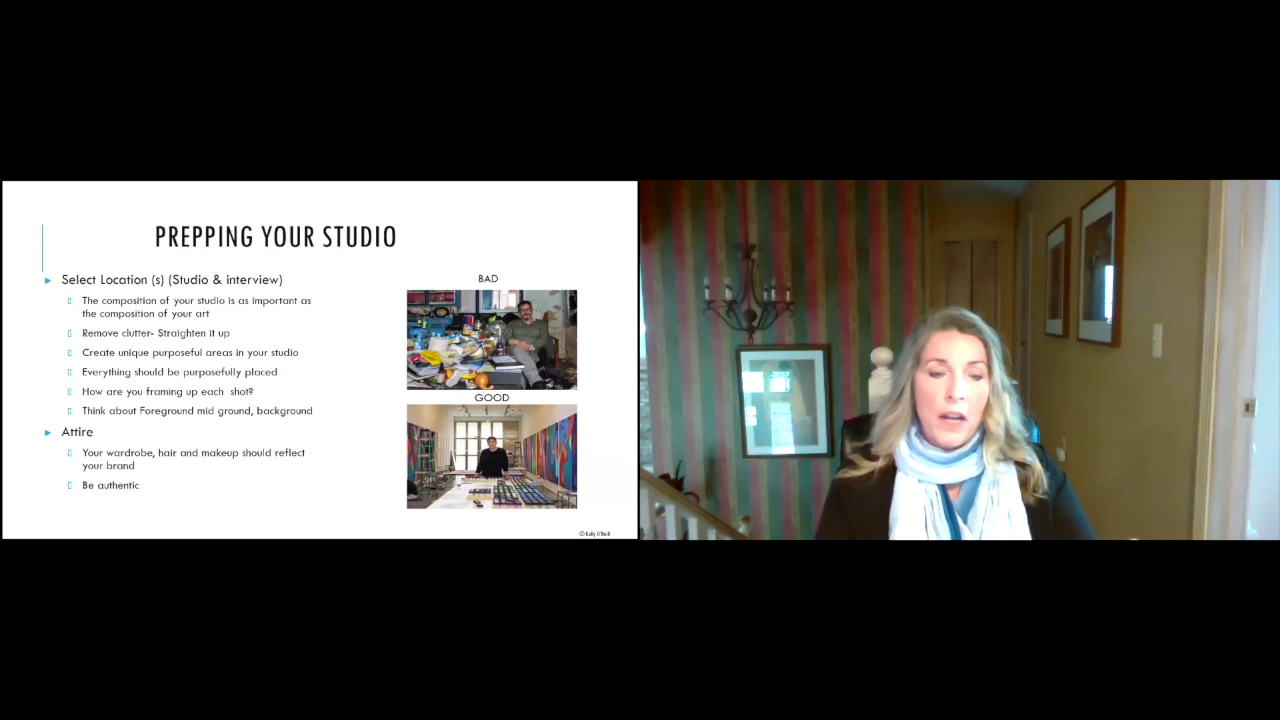 PREPPING YOUR STUDIO
Select Location (s) (Studio & interview)
The composition of your studio is as important as
the composition of your art
Remove clutter- Straighten it up
Create unique purposeful areas in your studio
Everything should be purposefully placed
How are you framing up each shot?
Think about Foreground mid ground, background
Attire
Your wardrobe, hair and makeup should reflect
your brand
Be authentic
BAD
GOOD
© Kelly O'Neill